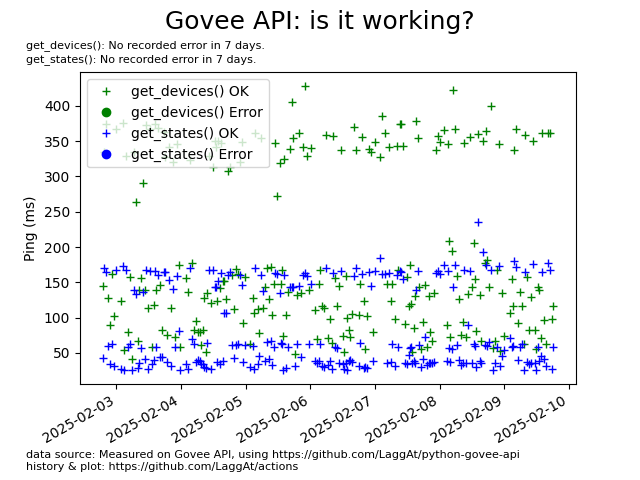 Govee API: is it working?
get_devices(): No recorded error in 7 days.
get_states(): No recorded error in 7 days.
get_devices() OK
get_devices() Error
get_states() OK
get_states() Error
Ping (ms)
400
350
300
250
200
150
100
50
2025-02-03
2025-02-04
2025-02-05
2025-02-06
2025-02-07
2025-02-08
2025-02-09
2025-02-10
data source: Measured on Govee API, using https://github.com/LaggAt/python-govee-api
history & plot: https://github.com/LaggAt/actions